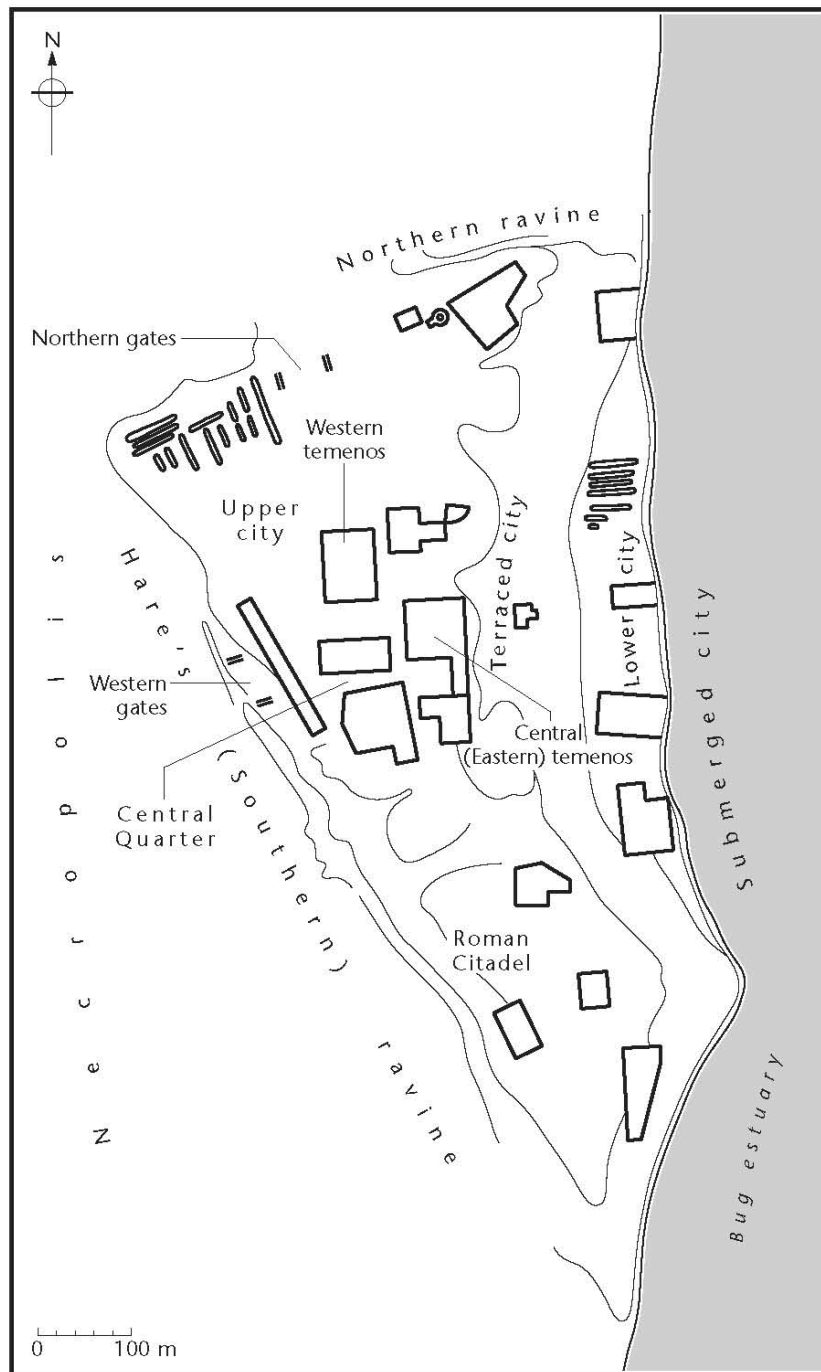 N
Northern ravine
Northern gates
Western
temenos
Upper
city
Terraced city
Lower city
Submerged city
Necropolis
Hare's (Southern) ravine
Western
gates
Central
(Eastern) temenos
Central
Quarter
Roman
Citadel
Bug estuary
0 100 m